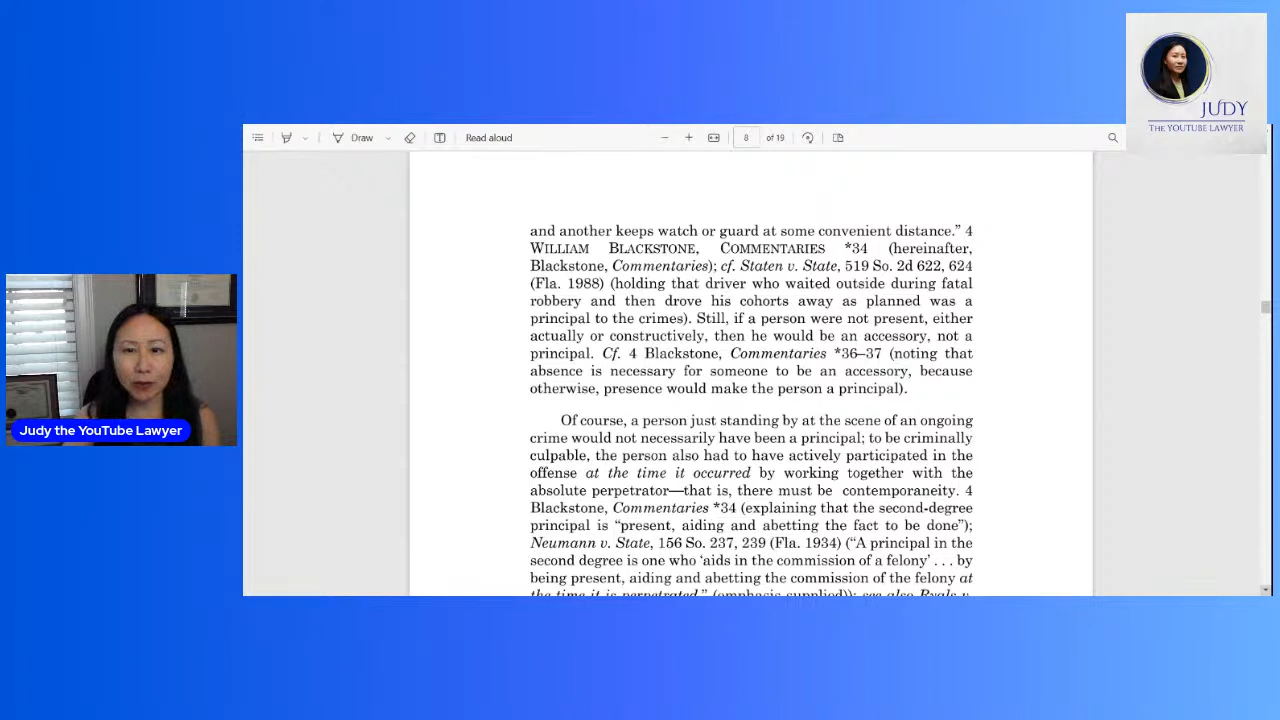 JUDY
THE YOUTUBE LAWYER
Draw
Read aloud
8
of 19
and another keeps watch or guard at some convenient distance.” 4
WILLIAM BLACKSTONE, COMMENTARIES *34 (hereinafter,
Blackstone, Commentaries); cf. Staten v. State, 519 So. 2d 622, 624
(Fla. 1988) (holding that driver who waited outside during fatal
robbery and then drove his cohorts away as planned was a
principal to the crimes). Still, if a person were not present, either
actually or constructively, then he would be an accessory, not a
principal. Cf. 4 Blackstone, Commentaries *36–37 (noting that
absence is necessary for someone to be an accessory, because
otherwise, presence would make the person a principal).
Of course, a person just standing by at the scene of an ongoing
crime would not necessarily have been a principal; to be criminally
culpable, the person also had to have actively participated in the
offense at the time it occurred by working together with the
absolute perpetrator—that is, there must be contemporaneity. 4
Blackstone, Commentaries *34 (explaining that the second-degree
principal is “present, aiding and abetting the fact to be done”);
Neumann v. State, 156 So. 237, 239 (Fla. 1934) (“A principal in the
second degree is one who ‘aids in the commission of a felony’ . . . by
being present, aiding and abetting the commission of the felony at
the time it is perpetrated.” (emphasis supplied)); see also Ryals v.
Judy the YouTube Lawyer